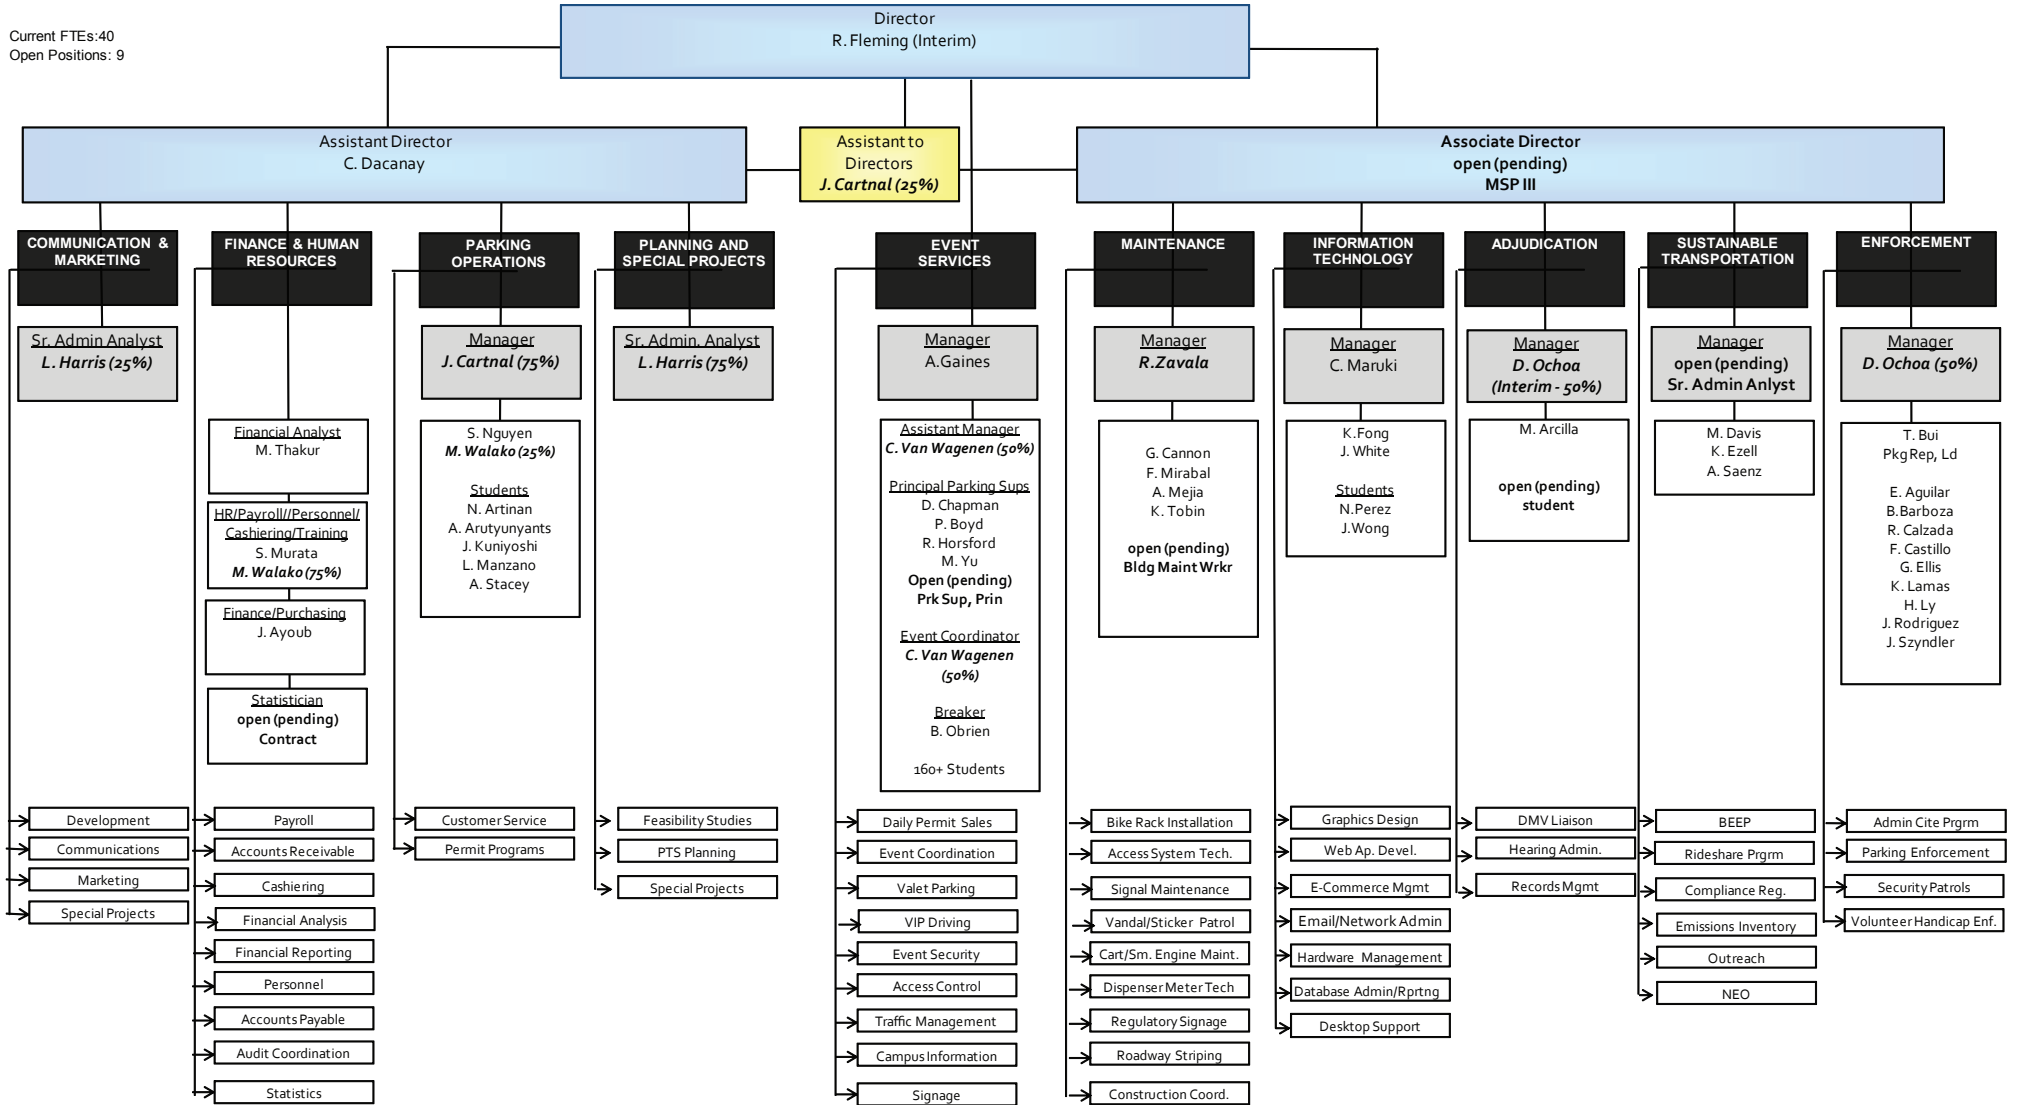 Current FTEs:40
Open Positions: 9
Director
R. Fleming (Interim)
Assistant Director
C. Dacanay
Assistant to
Directors
J. Cartnal (25%)
Associate Director
open (pending)
MSP III
COMMUNICATION &
MARKETING
Sr. Admin Analyst
L. Harris (25%)
Development
Communications
Marketing
Special Projects
FINANCE & HUMAN
RESOURCES
Financial Analyst
M. Thakur
HR/Payroll//Personnel/
Cashiering/Training
S. Murata
M. Walako (75%)
Finance/Purchasing
J. Ayoub
Statistician
open (pending)
Contract
Payroll
Accounts Receivable
Cashiering
Financial Analysis
Financial Reporting
Personnel
Accounts Payable
Audit Coordination
Statistics
PARKING
OPERATIONS
Manager
J. Cartnal (75%)
S. Nguyen
M. Walako (25%)
Students
N. Artinan
A. Arutyunyants
J. Kuniyoshi
L. Manzano
A. Stacey
Customer Service
Permit Programs
PLANNING AND
SPECIAL PROJECTS
Sr. Admin. Analyst
L. Harris (75%)
Feasibility Studies
PTS Planning
Special Projects
EVENT
SERVICES
Manager
A.Gaines
Assistant Manager
C. Van Wagenen (50%)
Principal Parking Sups
D. Chapman
P. Boyd
R. Horsford
M. Yu
Open (pending)
Prk Sup, Prin
Event Coordinator
C. Van Wagenen
(50%)
Breaker
B. Obrien
160+ Students
Daily Permit Sales
Event Coordination
Valet Parking
VIP Driving
Event Security
Access Control
Traffic Management
Campus Information
Signage
MAINTENANCE
Manager
R.Zavala
G. Cannon
F. Mirabal
A. Mejia
K. Tobin
open (pending)
Bldg Maint Wrkr
Bike Rack Installation
Access System Tech.
Signal Maintenance
Vandal/Sticker Patrol
Cart/Sm. Engine Maint.
Dispenser Meter Tech
Regulatory Signage
Roadway Striping
Construction Coord.
INFORMATION
TECHNOLOGY
Manager
C. Maruki
K.Fong
J. White
Students
N.Perez
J.Wong
Graphics Design
Web Ap. Devel.
E-Commerce Mgmt
Email/Network Admin
Hardware Management
Database Admin/Rprtng
Desktop Support
ADJUDICATION
Manager
D. Ochoa
(Interim - 50%)
M. Arcilla
open (pending)
student
DMV Liaison
Hearing Admin.
Records Mgmt
SUSTAINABLE
TRANSPORTATION
Manager
open (pending)
Sr. Admin Anlyst
M. Davis
K. Ezell
A. Saenz
BEEP
Rideshare Prgrm
Compliance Reg.
Emissions Inventory
Outreach
NEO
ENFORCEMENT
Manager
D. Ochoa (50%)
T. Bui
Pkg Rep, Ld
E. Aguilar
B.Barboza
R. Calzada
F. Castillo
G. Ellis
K. Lamas
H. Ly
J. Rodriguez
J. Szyndler
Admin Cite Prgrm
Parking Enforcement
Security Patrols
Volunteer Handicap Enf.